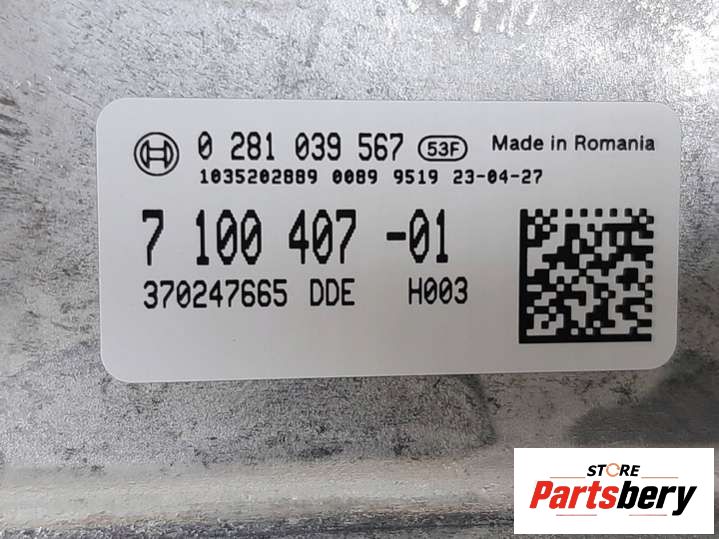 0 281 039 567 53F Made in Romania
1035202889 0089 9519 23-04-27
7 100 407 -01
370247665 DDE H003
STORE
Partsbery